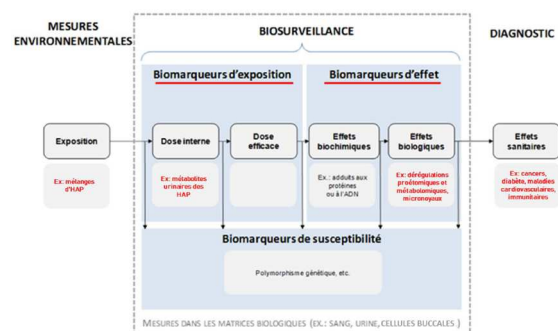 MESURES
ENVIRONNEMENTALES
BIOSURVEILLANCE
DIAGNOSTIC
Biomarqueurs d'exposition
Biomarqueurs d'effet
Exposition
Dose interne
Dose
efficace
Effets
biochimiques
Effets
biologiques
Effets
sanitaires
Ex: mélanges
d'HAP
Ex: métabolites
urinaires des
HAP
Ex.: adduits aux
protéines
ou à l'ADN
Ex: dérégulations
protéomiques et
métabolomiques,
micronoyaux
Ex: cancers,
diabète, maladies
cardiovasculaires,
immunitaires
Biomarqueurs de susceptibilité
Polymorphisme génétique, etc.
MESURES DANS LES MATRICES BIOLOGIQUES (EX.: SANG, URINE, CELLULES BUCCALES.)